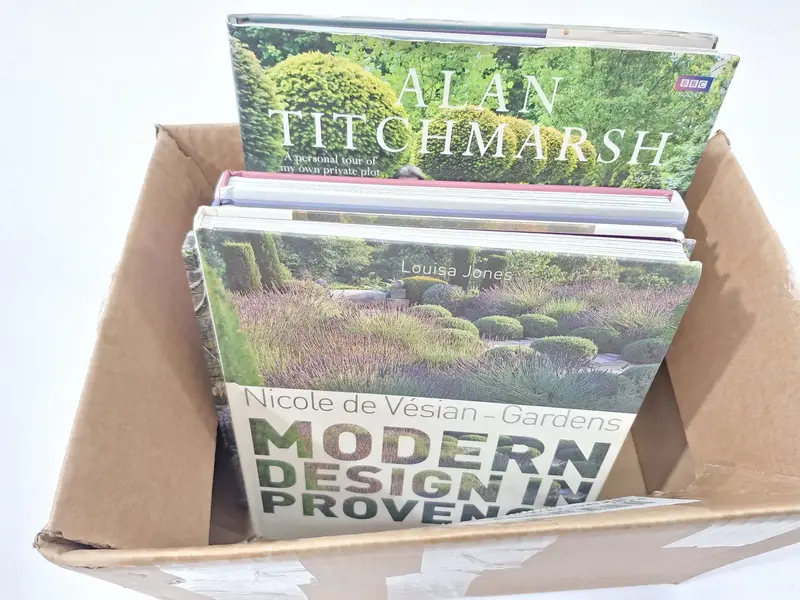 ALAN
TITCHMARSH
BBC
BOOKS
A personal tour of
my own private plot
Louisa Jones
Nicole de Vésian - Gardens
MODERN
DESIGN IN